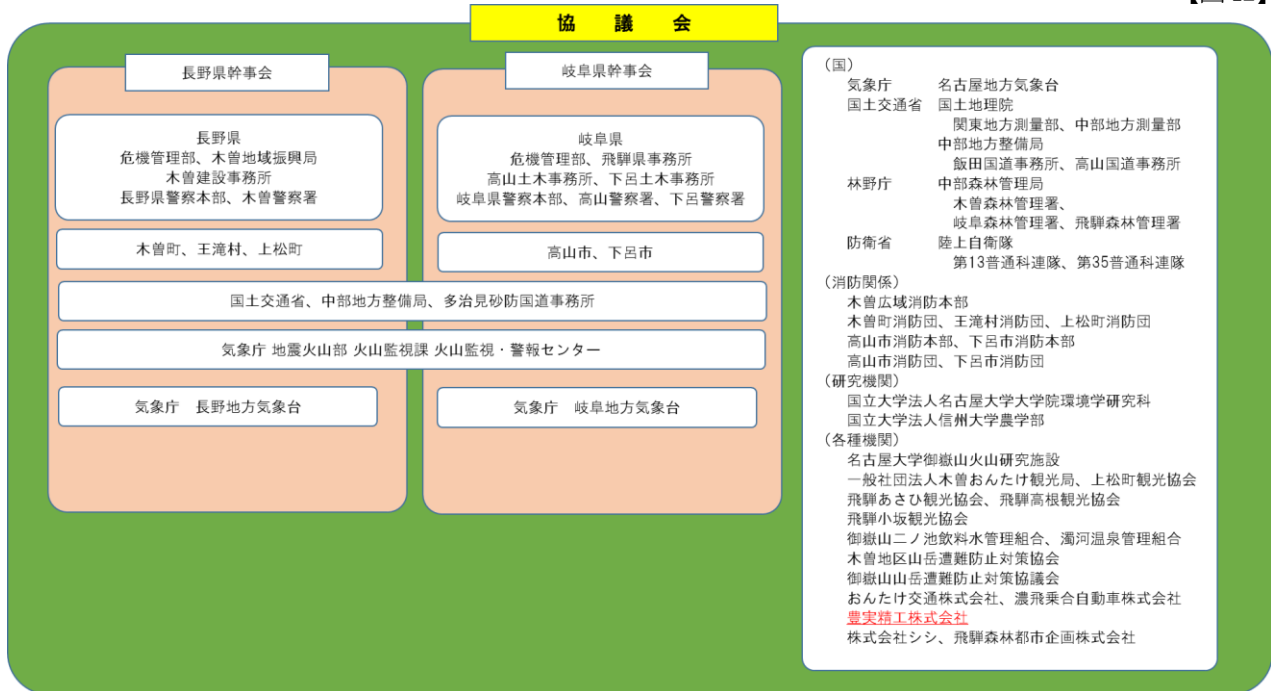 協 議 会
長野県幹事会
長野県
危機管理部、木曽地域振興局
木曽建設事務所
長野県警察本部、木曽警察署
木曽町、王滝村、上松町
岐阜県幹事会
岐阜県
危機管理部、飛騨県事務所
高山土木事務所、下呂土木事務所
岐阜県警察本部、高山警察署、下呂警察署
高山市、下呂市
国土交通省、中部地方整備局、多治見砂防国道事務所
気象庁 地震火山部 火山監視課 火山監視・警報センター
気象庁 長野地方気象台
気象庁 岐阜地方気象台
(国)
気象庁 名古屋地方気象台
国土交通省 国土地理院
関東地方測量部、中部地方測量部
中部地方整備局
飯田国道事務所、高山国道事務所
林野庁 中部森林管理局
木曽森林管理署、
岐阜森林管理署、飛騨森林管理署
防衛省 陸上自衛隊
第13普通科連隊、第35普通科連隊
(消防関係)
木曽広域消防本部
木曽町消防団、王滝村消防団、上松町消防団
高山市消防本部、下呂市消防本部
高山市消防団、下呂市消防団
(研究機関)
国立大学法人名古屋大学大学院環境学研究科
国立大学法人信州大学農学部
(各種機関)
名古屋大学御嶽山火山研究施設
一般社団法人木曽おんたけ観光局、上松町観光協会
飛騨あさひ観光協会、飛騨高根観光協会
飛騨小坂観光協会
御嶽山二ノ池飲料水管理組合、濁河温泉管理組合
木曽地区山岳遭難防止対策協会
御嶽山山岳遭難防止対策協議会
おんたけ交通株式会社、濃飛乗合自動車株式会社
豊実精工株式会社
株式会社シシ、飛騨森林都市企画株式会社